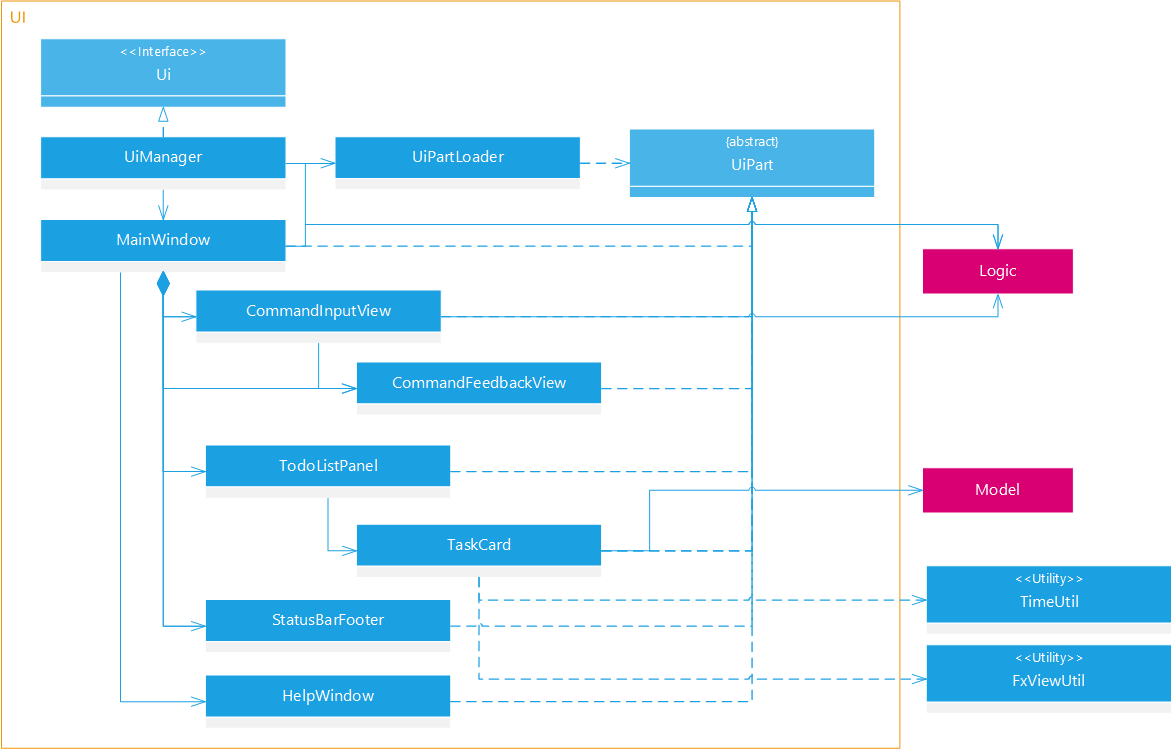 UI
<<Interface>>
Ui
UiManager
UiPartLoader
{abstract}
UiPart
MainWindow
Logic
CommandInputView
CommandFeedbackView
TodoListPanel
Model
TaskCard
<<Utility>>
TimeUtil
StatusBarFooter
<<Utility>>
FxViewUtil
HelpWindow